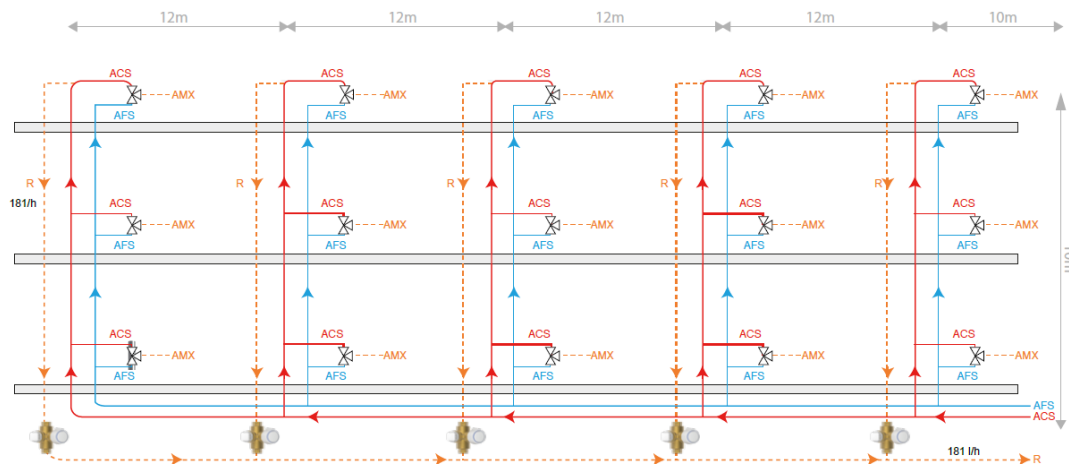 12m 12m 12m 12m 10m
ACS ACS ACS ACS ACS
AMX AMX AMX AMX AMX
AFS AFS AFS AFS AFS
R R R R R
181/h
ACS ACS ACS ACS ACS
AMX AMX AMX AMX AMX
AFS AFS AFS AFS AFS
ACS ACS ACS ACS ACS
AMX AMX AMX AMX AMX
AFS AFS AFS AFS AFS
AFS
ACS
181 l/h
R